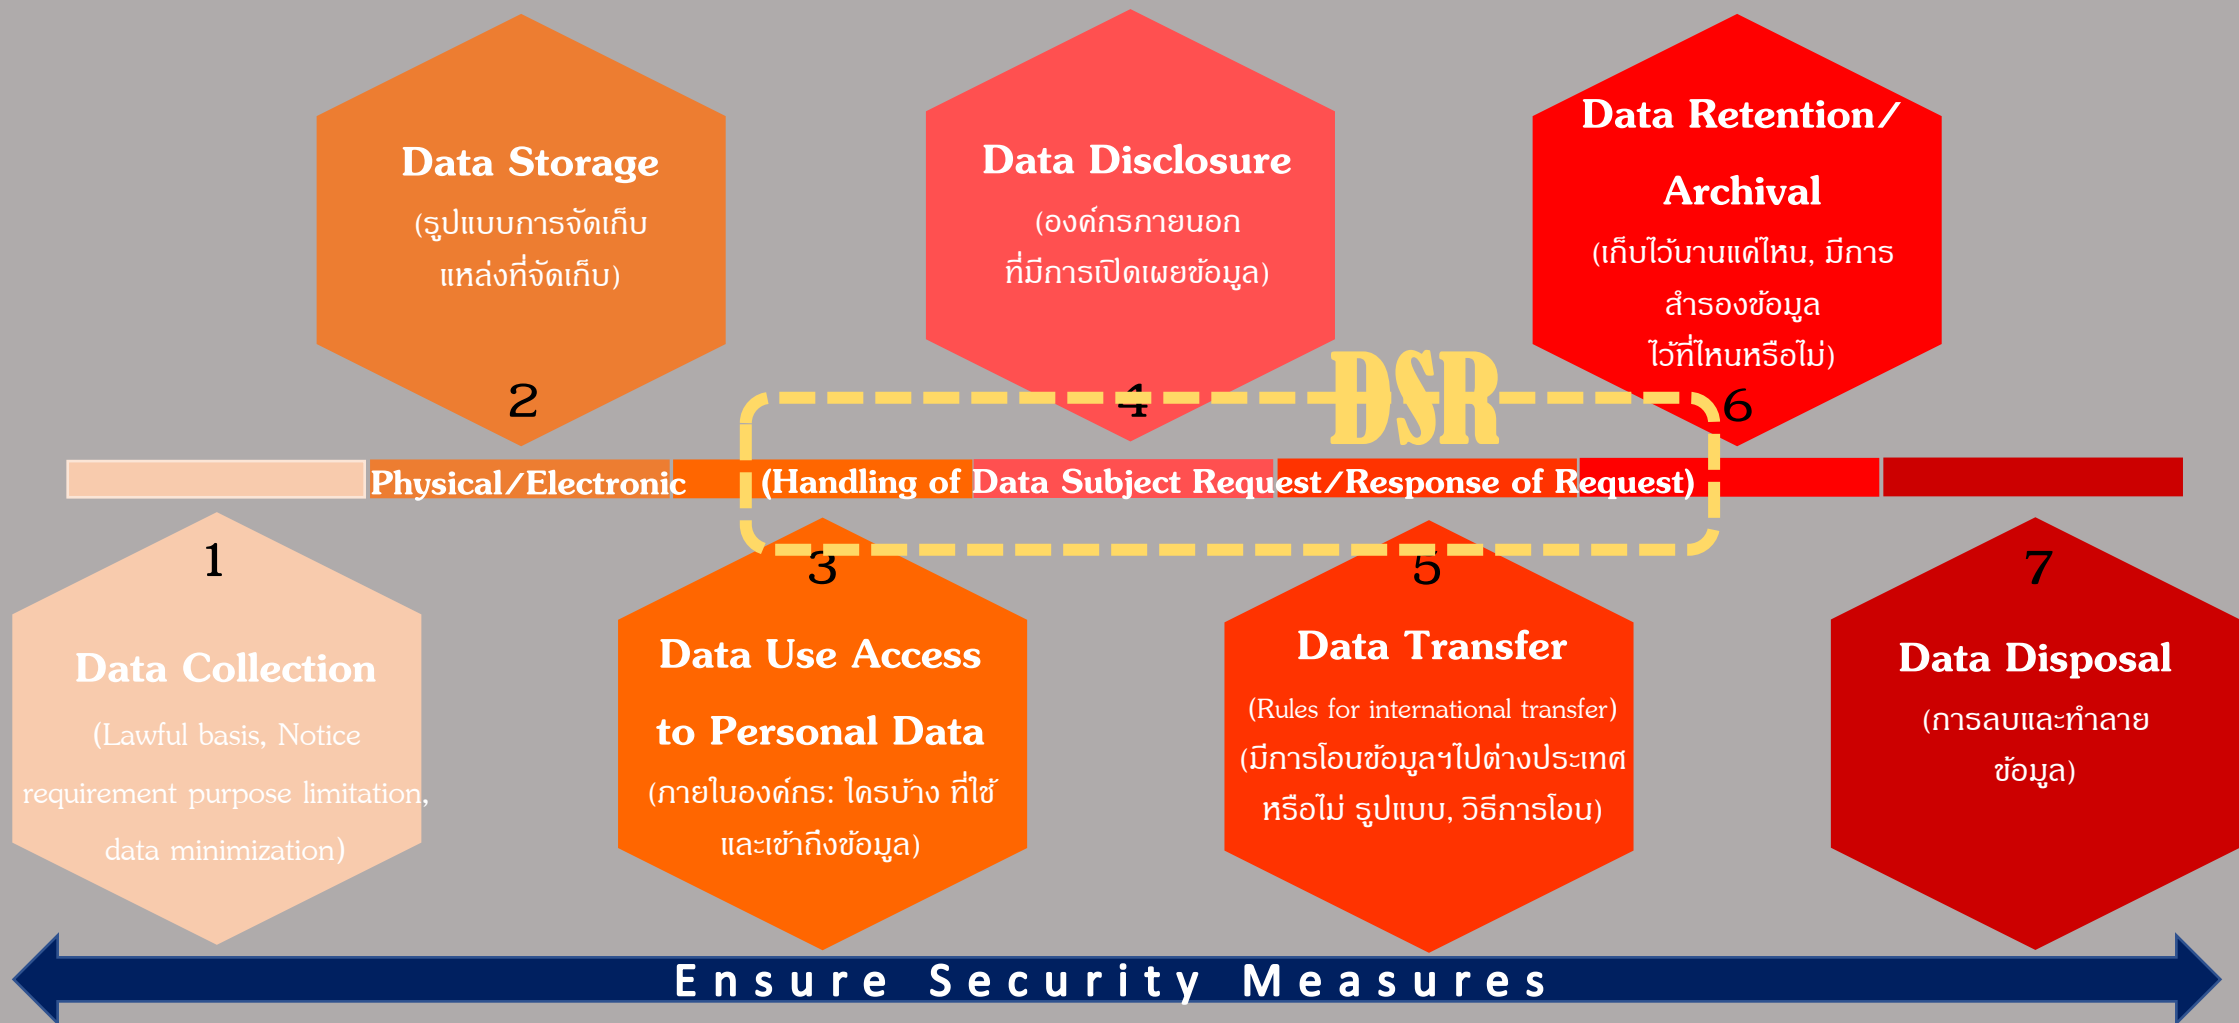 Data Storage
(รูปแบบการจัดเก็บ
แหล่งที่จัดเก็บ)
2
Data Disclosure
(องค์กรภายนอก
ที่มีการเปิดเผยข้อมูล)
4
Data Retention/
Archival
(เก็บไว้นานแค่ไหน, มีการ
สำรองข้อมูล
ไว้ที่ไหนหรือไม่)
6
DSR
Physical/Electronic
(Handling of Data Subject Request/Response of Request)
1
Data Collection
(Lawful basis, Notice
requirement purpose limitation,
data minimization)
3
Data Use Access
to Personal Data
(ภายในองค์กร: ใครบ้าง ที่ใช้
และเข้าถึงข้อมูล)
5
Data Transfer
(Rules for international transfer)
(มีการโอนข้อมูลฯไปต่างประเทศ
หรือไม่ รูปแบบ, วิธีการโอน)
7
Data Disposal
(การลบและทำลาย
ข้อมูล)
Ensure Security Measures